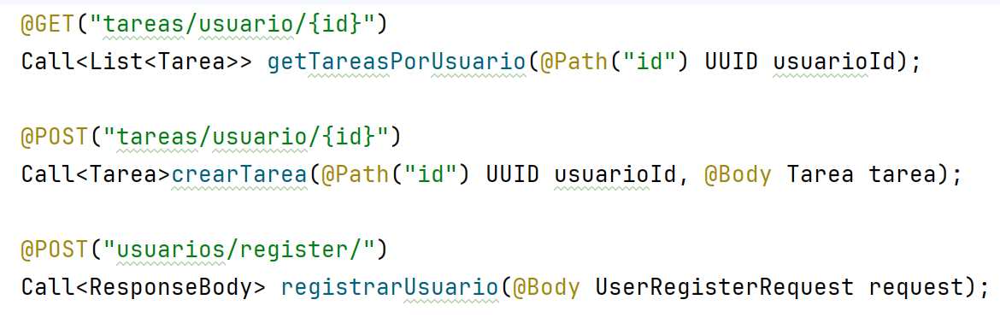 @GET("tareas/usuario/{id}")
Call<List<Tarea>> getTareasPorUsuario(@Path("id") UUID usuarioId);
@POST("tareas/usuario/{id}")
Call<Tarea>crearTarea(@Path("id") UUID usuarioId, @Body Tarea tarea);
@POST("usuarios/register/")
Call<ResponseBody> registrarUsuario(@Body UserRegisterRequest request);